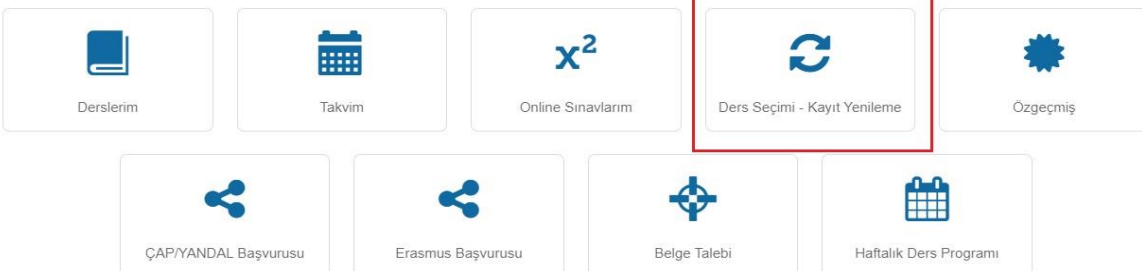 Derslerim
Takvim
x²
Online Sınavlarım
Ders Seçimi - Kayıt Yenileme
Özgeçmiş
ÇAP/YANDAL Başvurusu
Erasmus Başvurusu
Belge Talebi
Haftalık Ders Programı